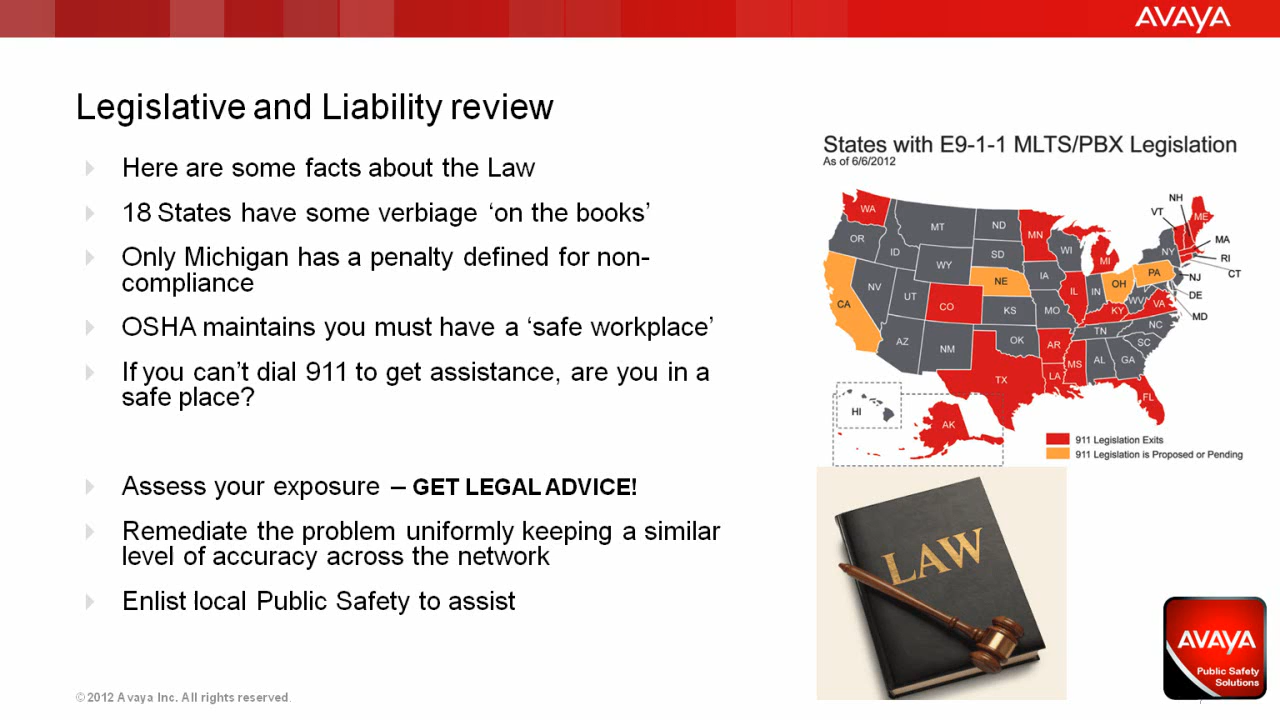 AVAYA
Legislative and Liability review
Here are some facts about the Law
18 States have some verbiage ‘on the books’
Only Michigan has a penalty defined for non-
compliance
OSHA maintains you must have a ‘safe workplace’
If you can’t dial 911 to get assistance, are you in a
safe place?
Assess your exposure – GET LEGAL ADVICE!
Remediate the problem uniformly keeping a similar
level of accuracy across the network
Enlist local Public Safety to assist
States with E9-1-1 MLTS/PBX Legislation
As of 6/6/2012
WA
MT
ND
MN
OR
ID
WY
SD
WI
MI
NH
VT
ME
NY
MA
RI
CT
NJ
DE
MD
CA
NV
UT
CO
NE
IA
IL
IN
OH
PA
WV
VA
KS
MO
KY
NC
TN
SC
AZ
NM
OK
AR
MS
AL
GA
TX
LA
FL
HI
AK
911 Legislation Exits
911 Legislation is Proposed or Pending
LAW
AVAYA
Public Safety
Solutions
© 2012 Avaya Inc. All rights reserved.